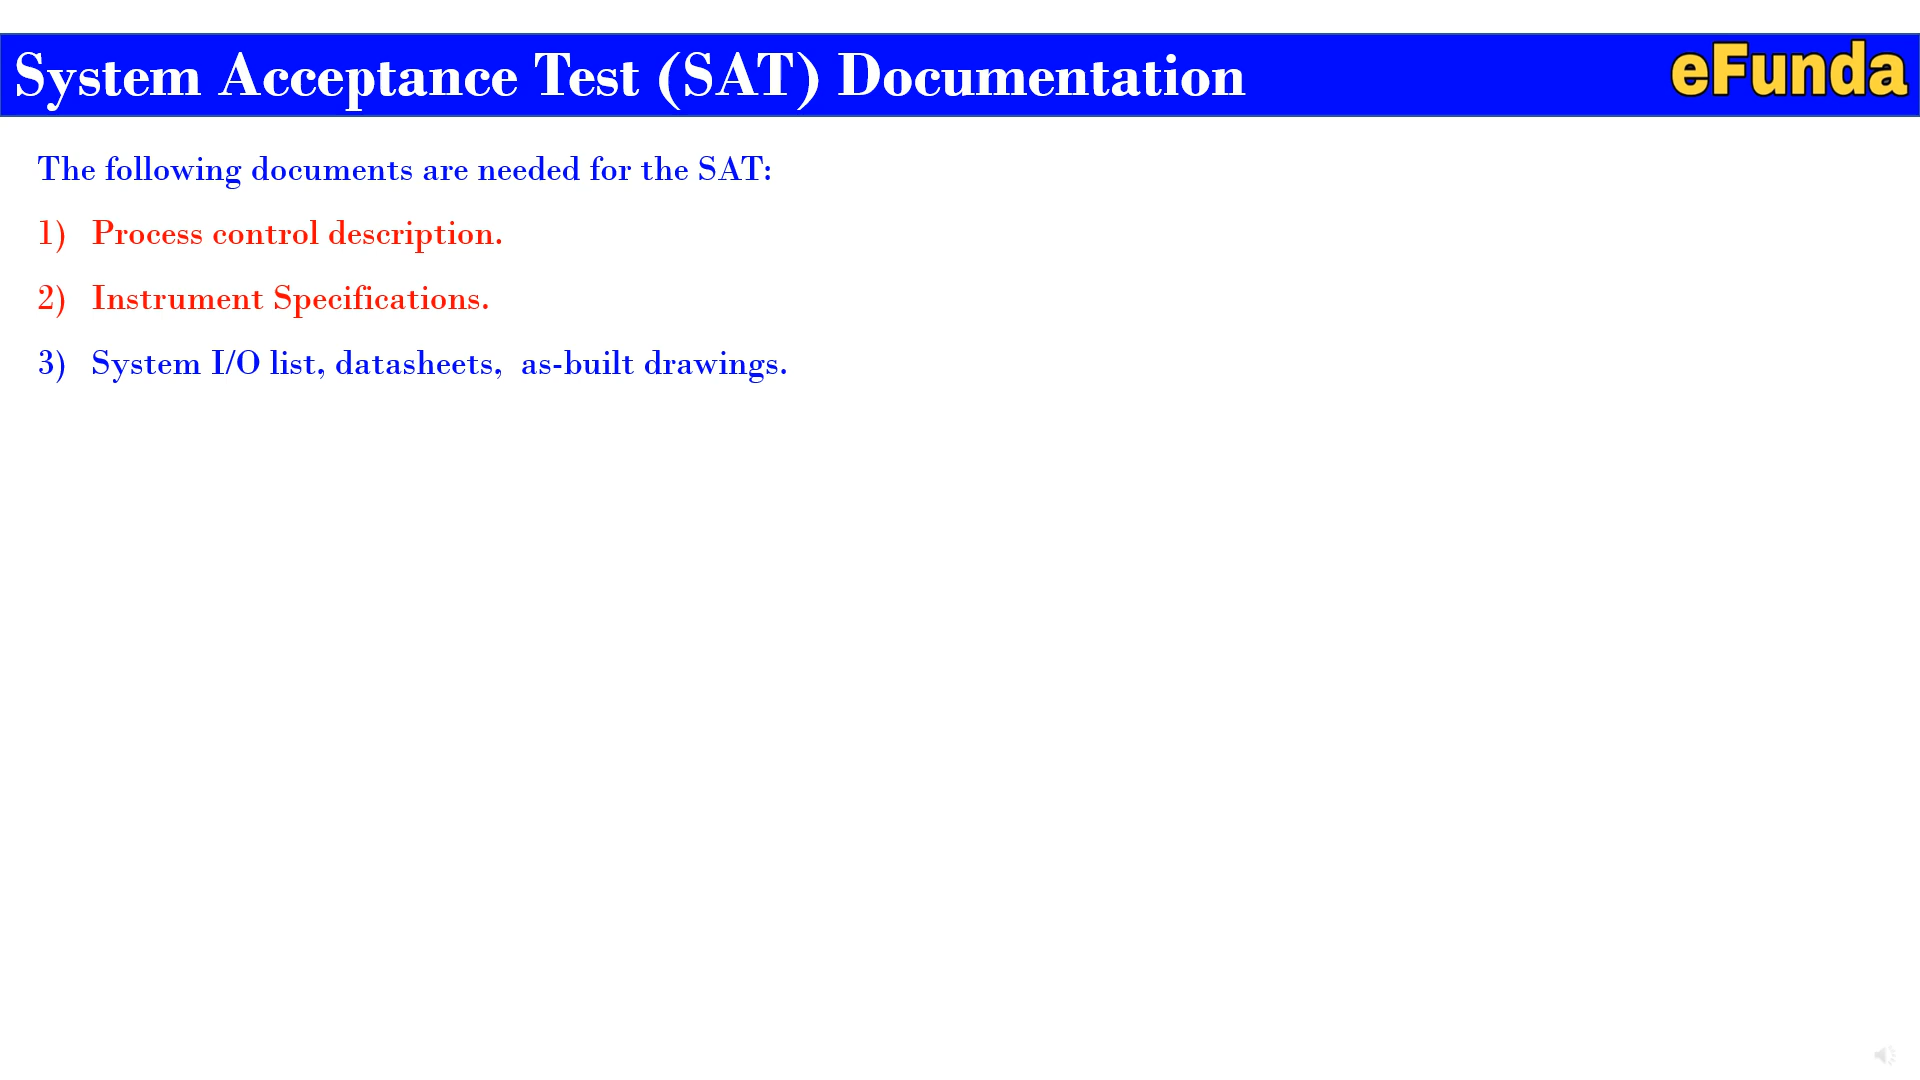 System Acceptance Test (SAT) Documentation
eFunda
The following documents are needed for the SAT:
1) Process control description.
2) Instrument Specifications.
3) System I/O list, datasheets, as-built drawings.